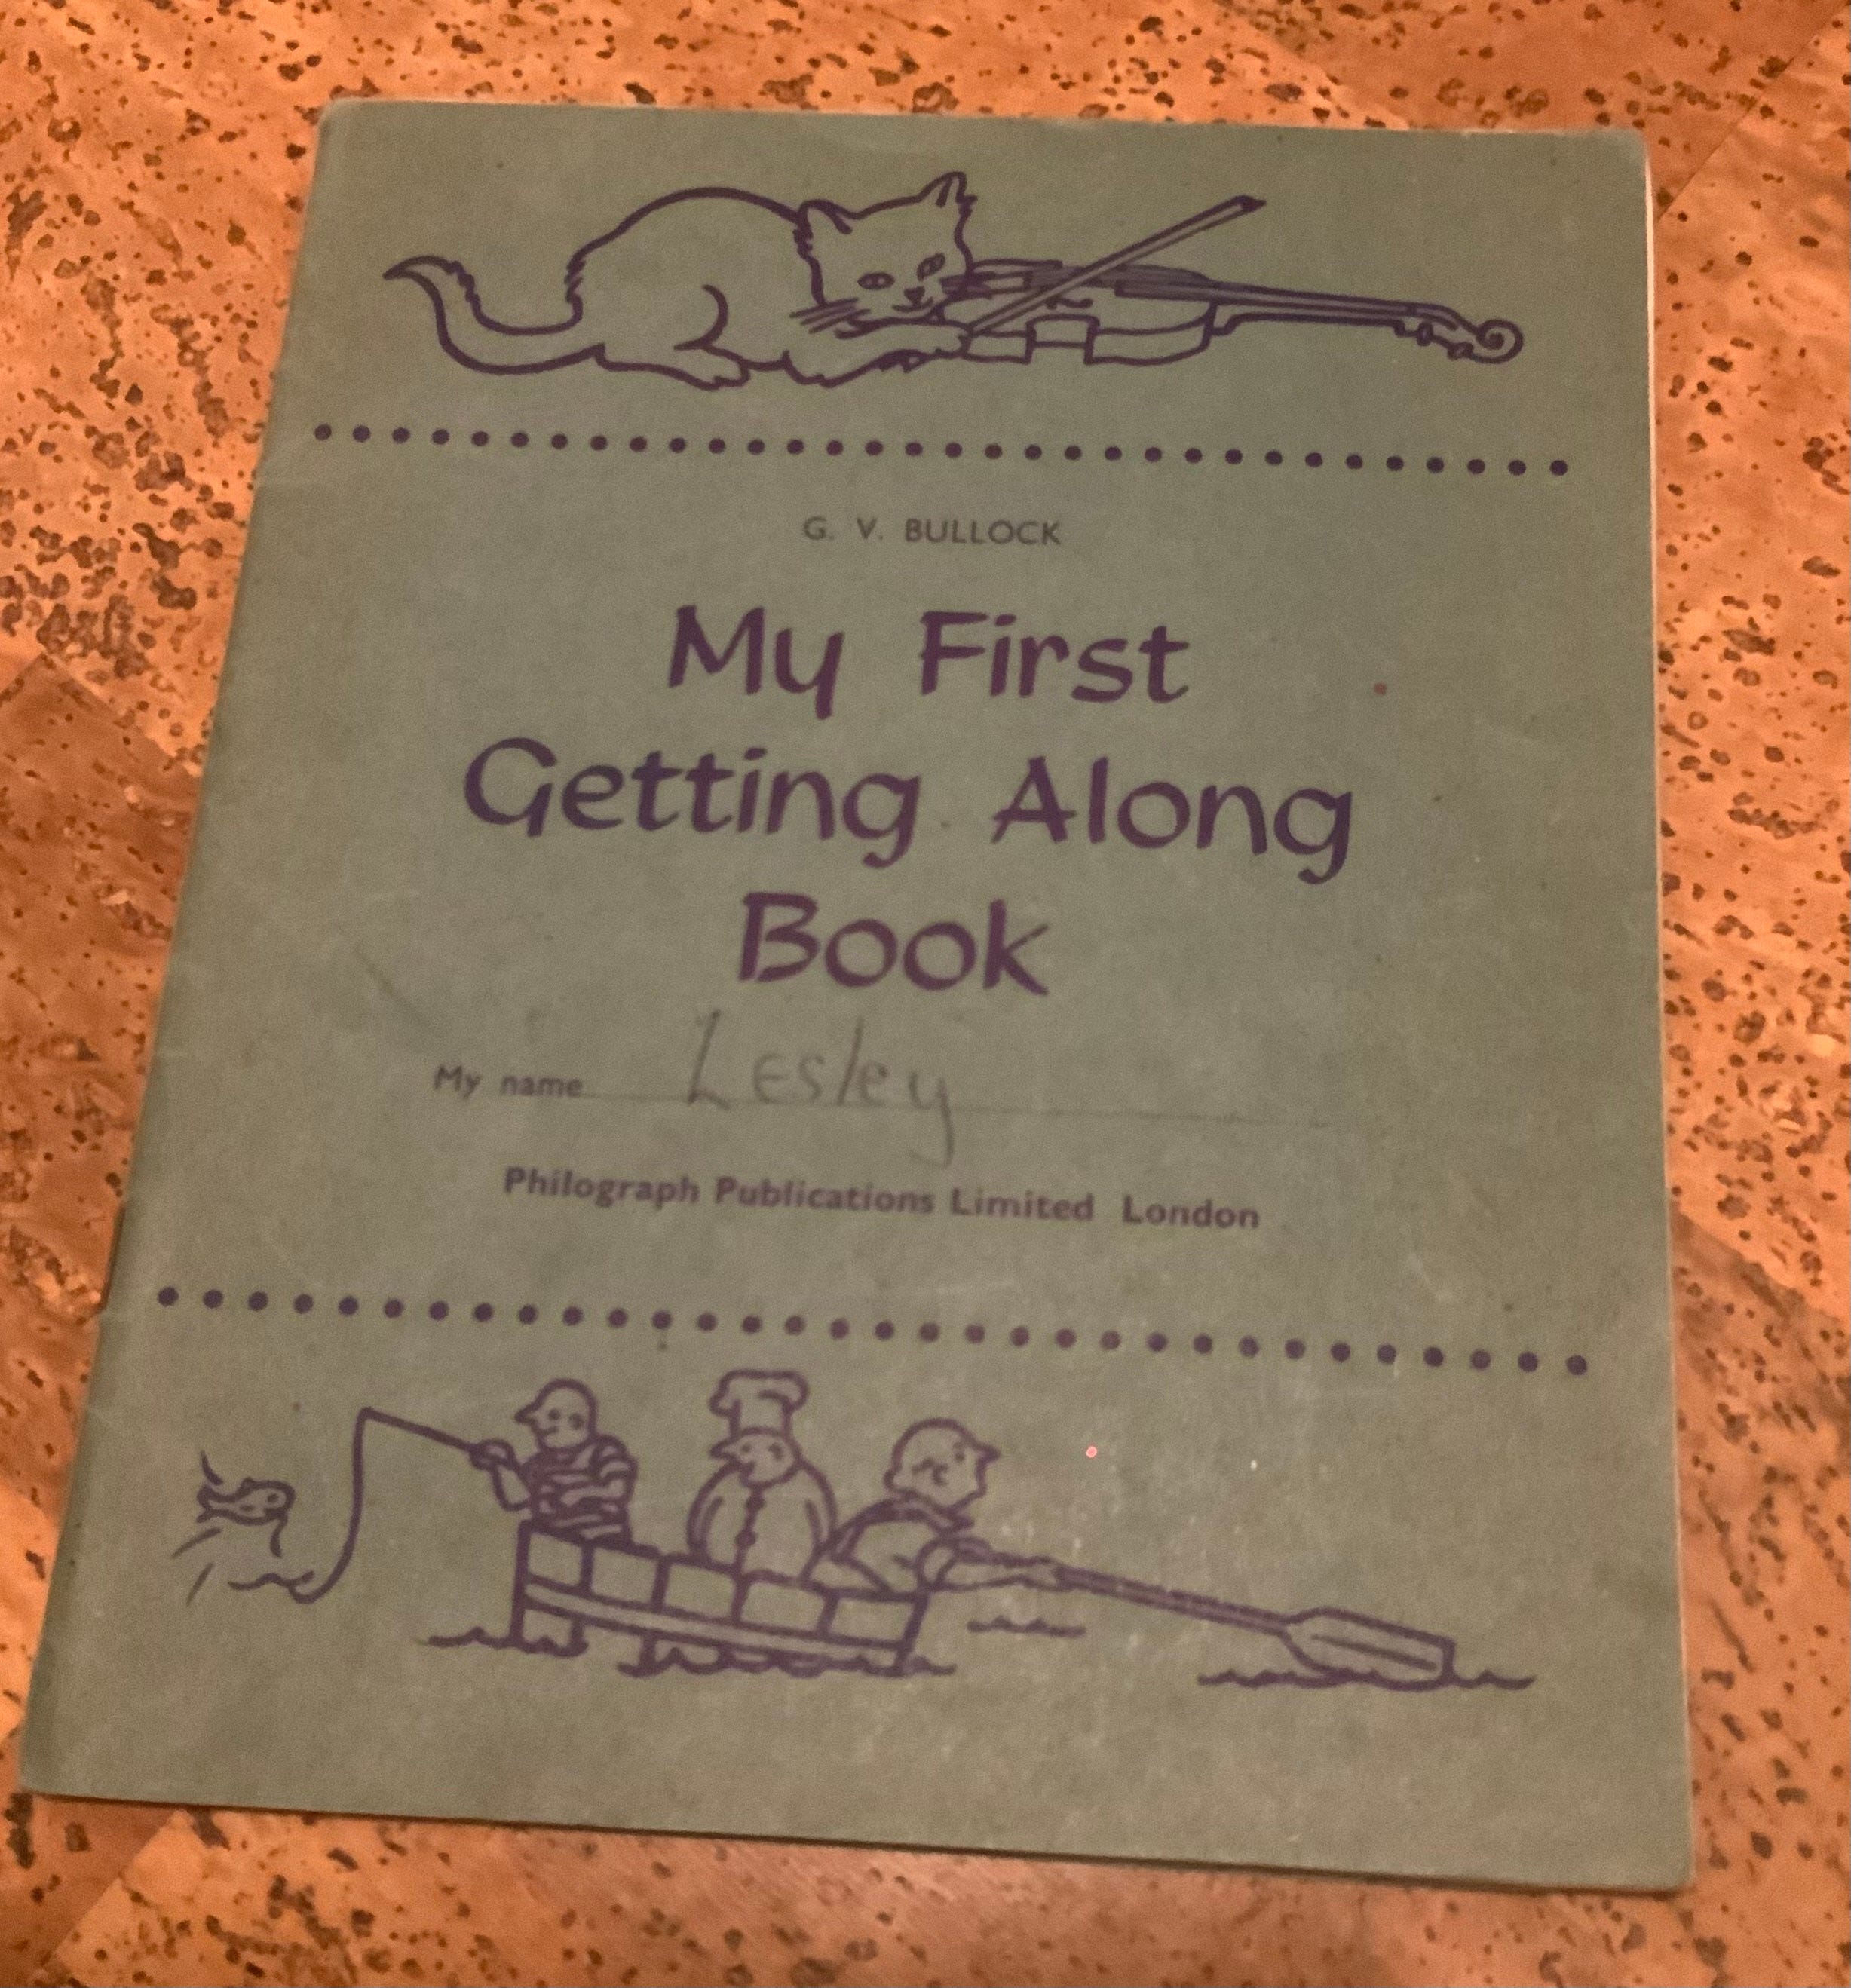 G. V. BULLOCK
My First
Getting Along
Book
My name Lesley
Philograph Publications Limited London